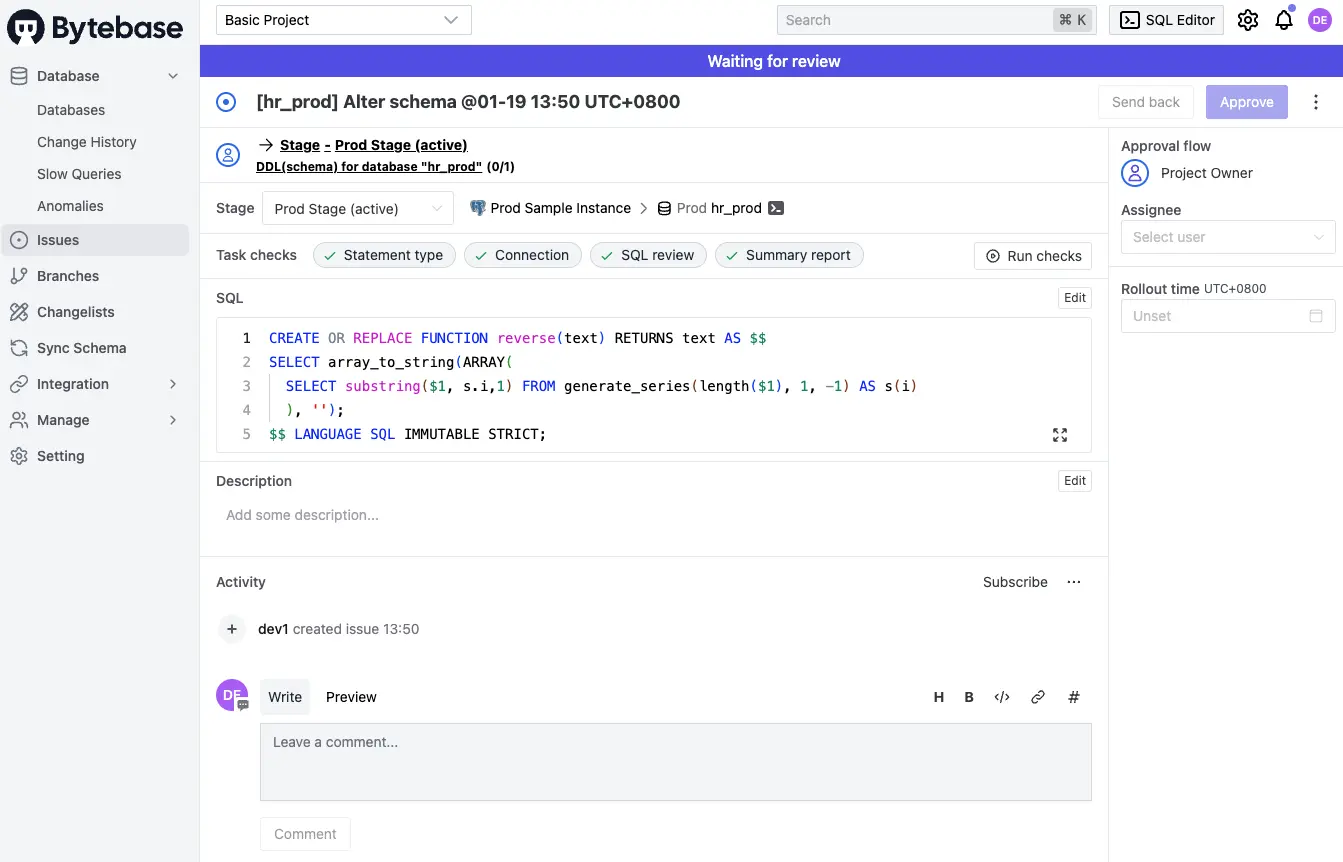 Bytebase
Database
Databases
Change History
Slow Queries
Anomalies
Issues
Branches
Changelists
Sync Schema
Integration
Manage
Setting
Basic Project
Search
⌘ K
SQL Editor
DE
Waiting for review
[hr_prod] Alter schema @01-19 13:50 UTC+0800
Send back
Approve
→ Stage - Prod Stage (active)
DDL(schema) for database "hr_prod" (0/1)
Stage
Prod Stage (active)
Prod Sample Instance > Prod hr_prod
Task checks
Statement type
Connection
SQL review
Summary report
Run checks
SQL
Edit
1 CREATE OR REPLACE FUNCTION reverse(text) RETURNS text AS $$
2 SELECT array_to_string(ARRAY(
3 SELECT substring($1, s.i,1) FROM generate_series(length($1), 1, -1) AS s(i)
4 ), '');
5 $$ LANGUAGE SQL IMMUTABLE STRICT;
Description
Edit
Add some description...
Activity
Subscribe
...
+ dev1 created issue 13:50
DE
Write
Preview
H
B
</>
#
Leave a comment...
Comment
Approval flow
Project Owner
Assignee
Select user
Rollout time UTC+0800
Unset